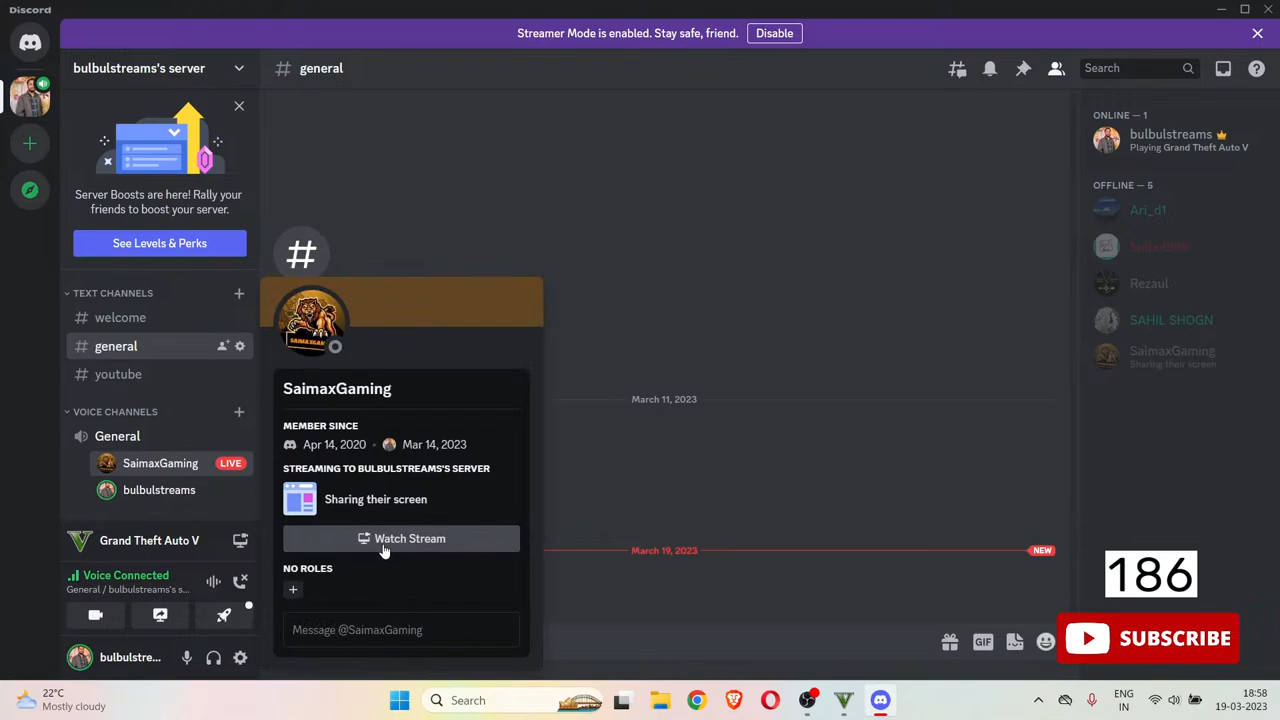 Discord
Streamer Mode is enabled. Stay safe, friend.
Disable
bulbulstreams's server
general
Search
Server Boosts are here! Rally your
friends to boost your server.
See Levels & Perks
TEXT CHANNELS
welcome
general
youtube
VOICE CHANNELS
General
SaimaxGaming
LIVE
bulbulstreams
Grand Theft Auto V
Voice Connected
General / bulbulstreams's s...
bulbulstre...
SAIMAXGAM
SaimaxGaming
MEMBER SINCE
Apr 14, 2020
Mar 14, 2023
STREAMING TO BULBULSTREAMS'S SERVER
Sharing their screen
Watch Stream
NO ROLES
Message @SaimaxGaming
March 11, 2023
March 19, 2023
NEW
GIF
ONLINE — 1
bulbulstreams
Playing Grand Theft Auto V
OFFLINE — 5
Ari_d1
Rezaul
SAHIL SHOGN
SaimaxGaming
Sharing their screen
186
SUBSCRIBE
22°C
Mostly cloudy
Search
ENG
IN
18:58
19-03-2023